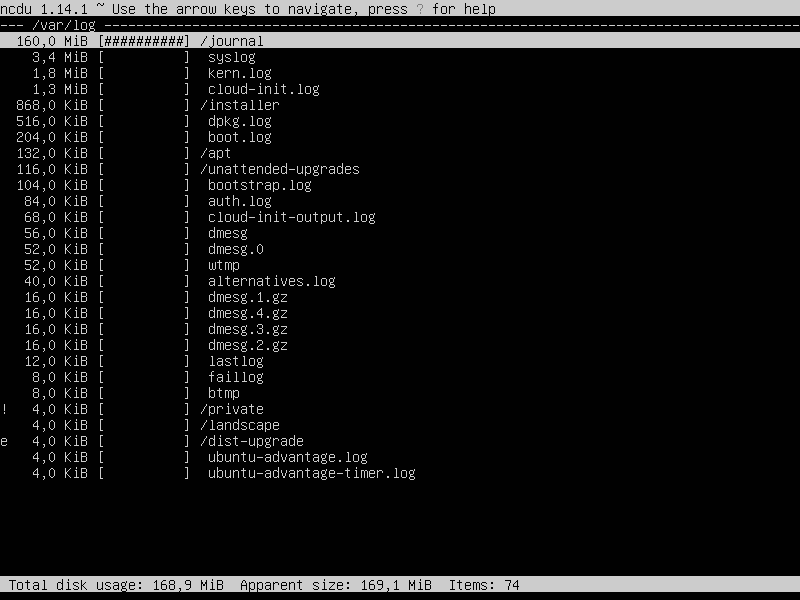 ncdu 1.14.1 ~ Use the arrow keys to navigate, press ? for help
--- /var/log ---------------------------------------------------------------------------------------
  160,0 MiB [##########] /journal
    3,4 MiB [          ]  syslog
    1,8 MiB [          ]  kern.log
    1,3 MiB [          ]  cloud-init.log
  868,0 KiB [          ] /installer
  516,0 KiB [          ]  dpkg.log
  204,0 KiB [          ]  boot.log
  132,0 KiB [          ] /apt
  116,0 KiB [          ] /unattended-upgrades
  104,0 KiB [          ]  bootstrap.log
   84,0 KiB [          ]  auth.log
   68,0 KiB [          ]  cloud-init-output.log
   56,0 KiB [          ]  dmesg
   52,0 KiB [          ]  dmesg.0
   52,0 KiB [          ]  wtmp
   40,0 KiB [          ]  alternatives.log
   16,0 KiB [          ]  dmesg.1.gz
   16,0 KiB [          ]  dmesg.4.gz
   16,0 KiB [          ]  dmesg.3.gz
   16,0 KiB [          ]  dmesg.2.gz
   12,0 KiB [          ]  lastlog
    8,0 KiB [          ]  faillog
    8,0 KiB [          ]  btmp
!   4,0 KiB [          ] /private
    4,0 KiB [          ] /landscape
e   4,0 KiB [          ] /dist-upgrade
    4,0 KiB [          ]  ubuntu-advantage.log
    4,0 KiB [          ]  ubuntu-advantage-timer.log
 Total disk usage: 168,9 MiB  Apparent size: 169,1 MiB  Items: 74